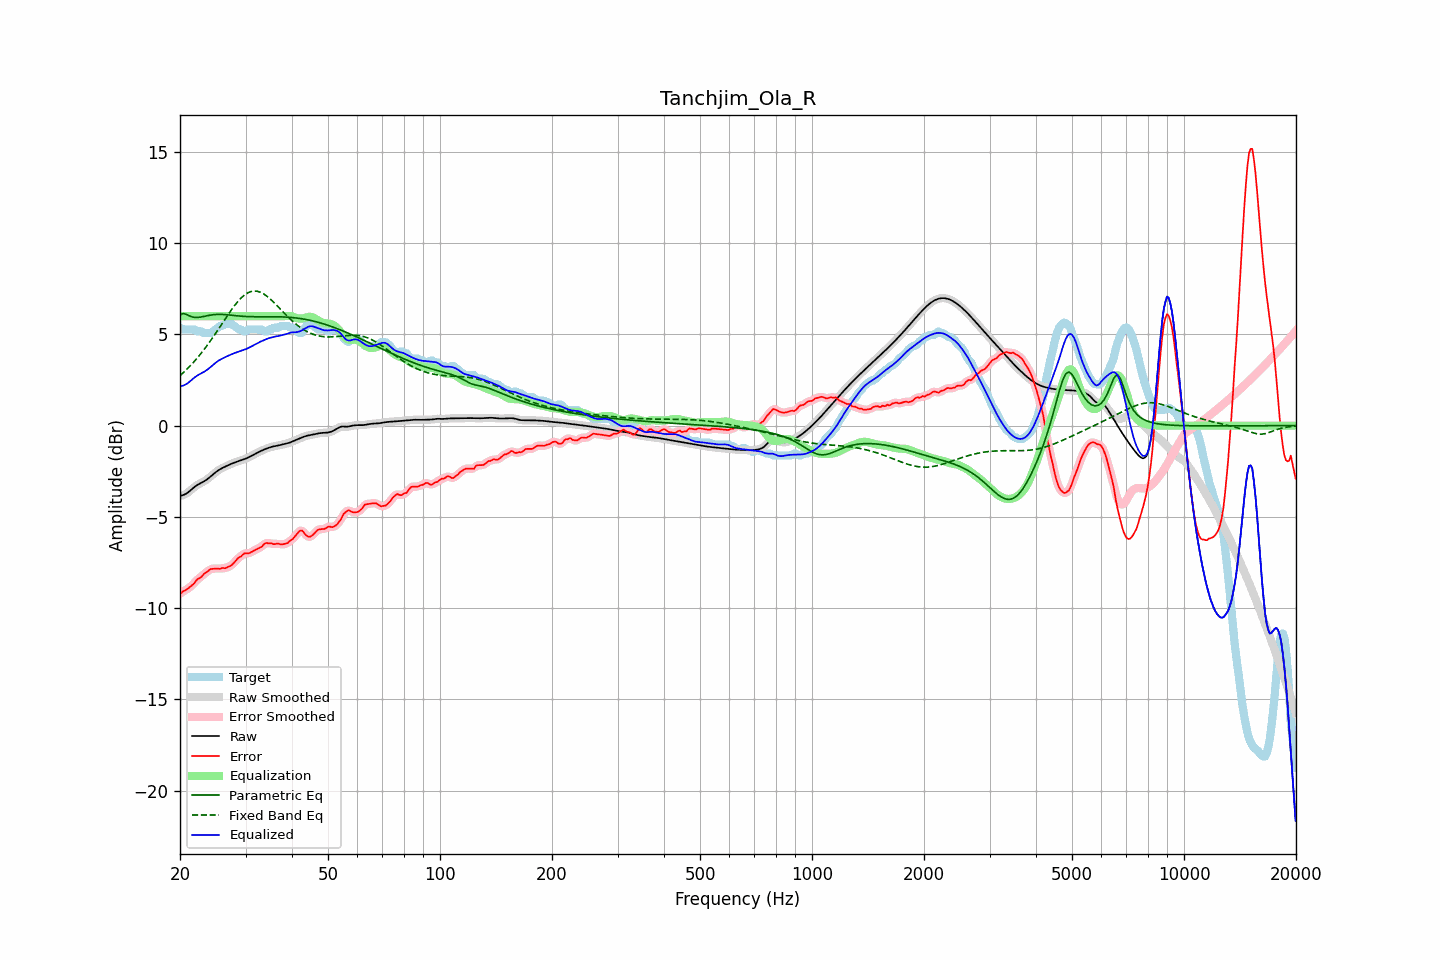 Tanchjim_Ola_R
Amplitude (dBr)
15
10
5
0
−5
−10
−15
−20
Target
Raw Smoothed
Error Smoothed
Raw
Error
Equalization
Parametric Eq
Fixed Band Eq
Equalized
20 50 100 200 500 1000 2000 5000 10000 20000
Frequency (Hz)